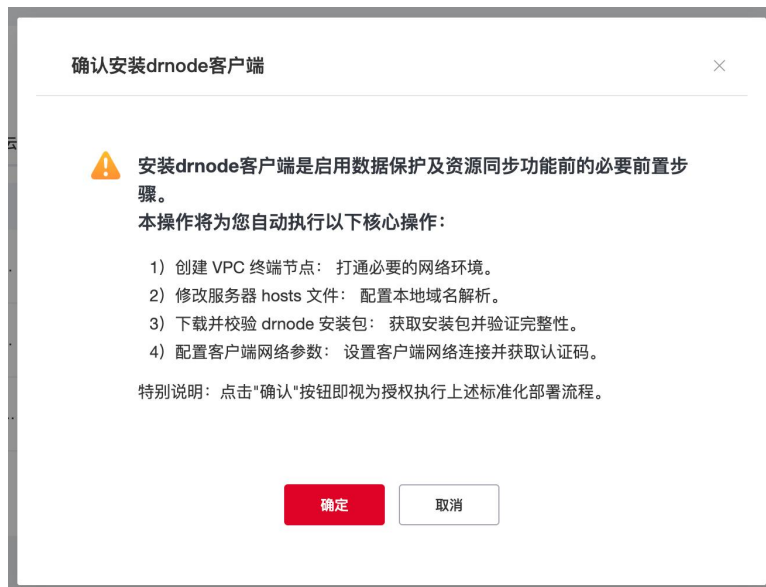 确认安装drnode客户端
安装drnode客户端是启用数据保护及资源同步功能前的必要前置步
骤。
本操作将为您自动执行以下核心操作：
1）创建 VPC 终端节点： 打通必要的网络环境。
2）修改服务器 hosts 文件： 配置本地域名解析。
3）下载并校验 drnode 安装包： 获取安装包并验证完整性。
4）配置客户端网络参数： 设置客户端网络连接并获取认证码。
特别说明：点击"确认"按钮即视为授权执行上述标准化部署流程。
确定
取消